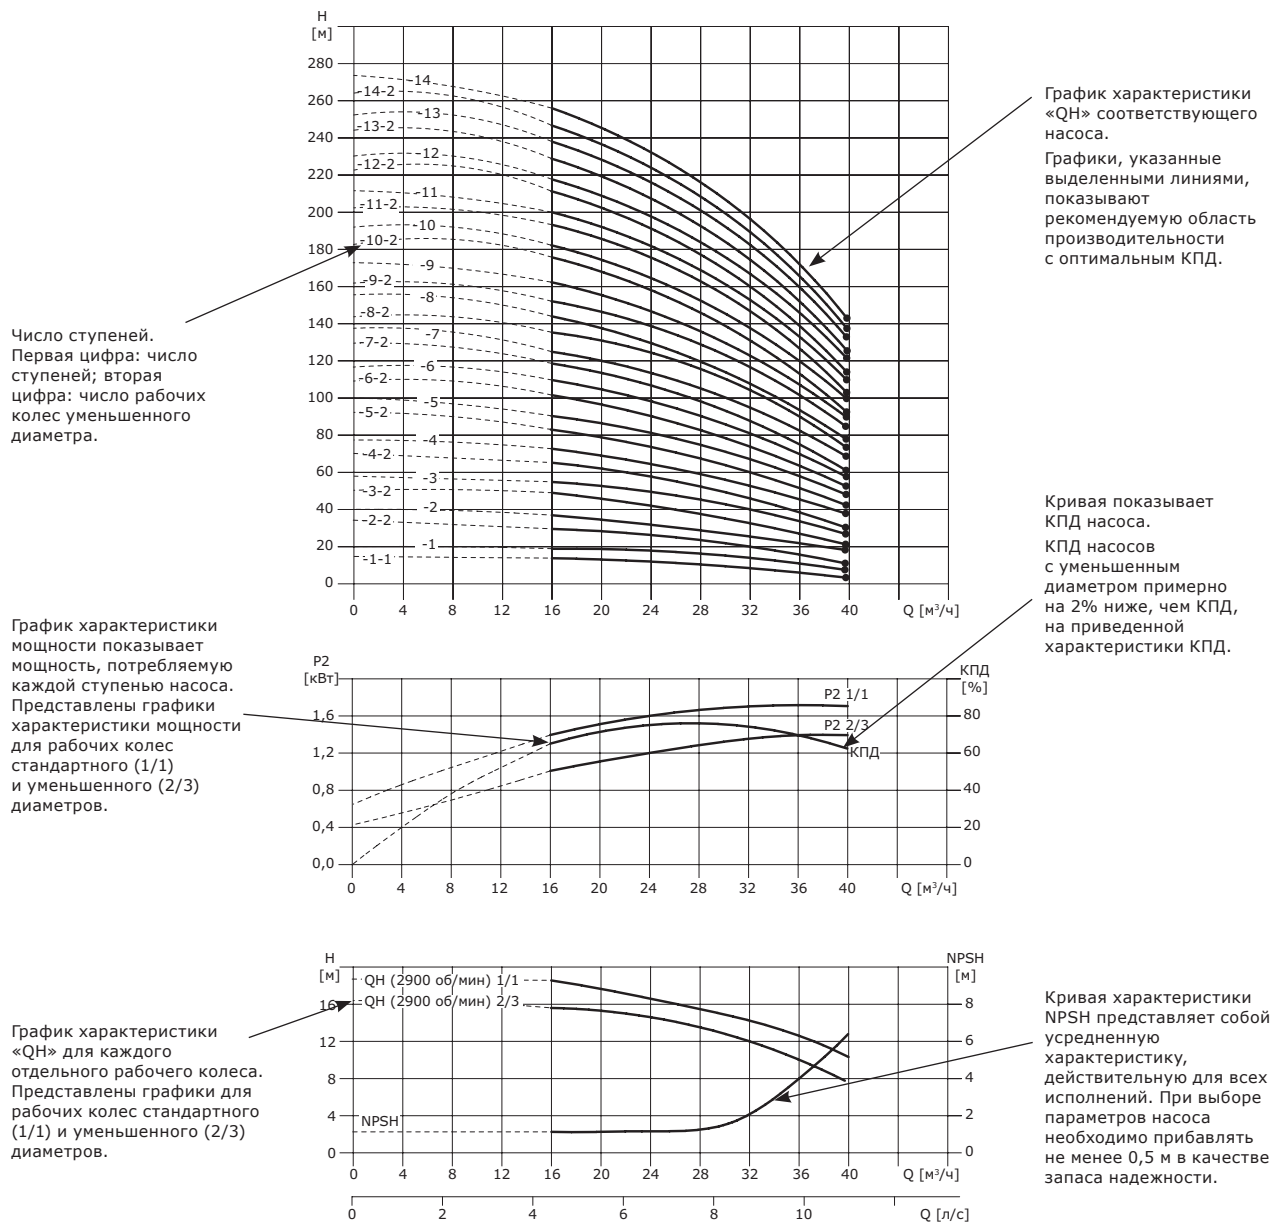 H
[м]
280
260
240
220
200
180
160
140
120
100
80
60
40
20
0
-14
-14-2
-13
-13-2
-12
-12-2
-11
-11-2
-10
-10-2
-9
-9-2
-8
-8-2
-7
-7-2
-6
-6-2
-5
-5-2
-4
-4-2
-3
-3-2
-2
-2-2
-1
-1-1
0 4 8 12 16 20 24 28 32 36 40 Q [м³/ч]
График характеристики
«QH» соответствующего
насоса.
Графики, указанные
выделенными линиями,
показывают
рекомендуемую область
производительности
с оптимальным КПД.
Число ступеней.
Первая цифра: число
ступеней; вторая
цифра: число рабочих
колес уменьшенного
диаметра.
Кривая показывает
КПД насоса.
КПД насосов
с уменьшенным
диаметром примерно
на 2% ниже, чем КПД,
на приведенной
характеристики КПД.
График характеристики
мощности показывает
мощность, потребляемую
каждой ступенью насоса.
Представлены графики
характеристики мощности
для рабочих колес
стандартного (1/1)
и уменьшенного (2/3)
диаметров.
P2
[кВт]
1,6
1,2
0,8
0,4
0,0
P2 1/1
P2 2/3
КПД
КПД
[%]
80
60
40
20
0
0 4 8 12 16 20 24 28 32 36 40 Q [м³/ч]
H
[м]
16
12
8
4
0
QH (2900 об/мин) 1/1
QH (2900 об/мин) 2/3
NPSH
NPSH
[м]
8
6
4
2
0
0 4 8 12 16 20 24 28 32 36 40 Q [м³/ч]
0 2 4 6 8 10 Q [л/с]
График характеристики
«QH» для каждого
отдельного рабочего колеса.
Представлены графики для
рабочих колес стандартного
(1/1) и уменьшенного (2/3)
диаметров.
Кривая характеристики
NPSH представляет собой
усредненную
характеристику,
действительную для всех
исполнений. При выборе
параметров насоса
необходимо прибавлять
не менее 0,5 м в качестве
запаса надежности.